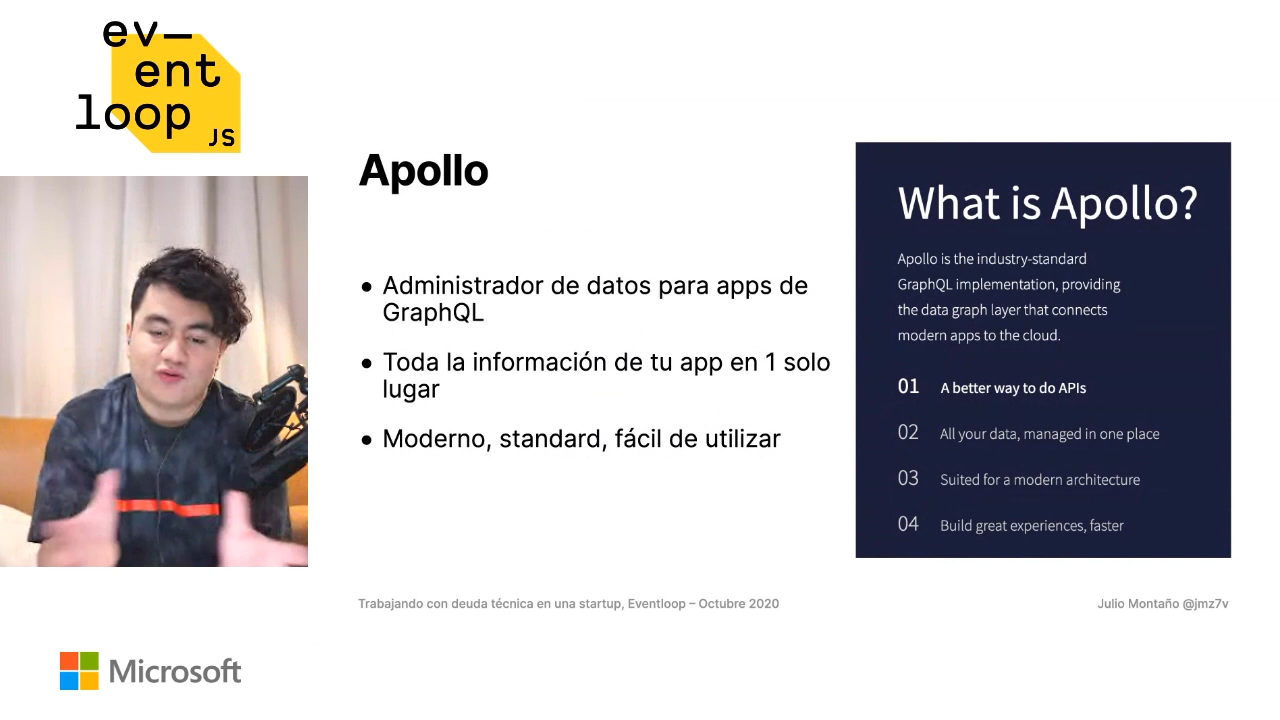 ev—
ent
loop
JS
Apollo
• Administrador de datos para apps de
GraphQL
• Toda la información de tu app en 1 solo
lugar
• Moderno, standard, fácil de utilizar
What is Apollo?
Apollo is the industry-standard
GraphQL implementation, providing
the data graph layer that connects
modern apps to the cloud.
01 A better way to do APIs
02 All your data, managed in one place
03 Suited for a modern architecture
04 Build great experiences, faster
Trabajando con deuda técnica en una startup, Eventloop – Octubre 2020
Julio Montaño @jmz7v
Microsoft